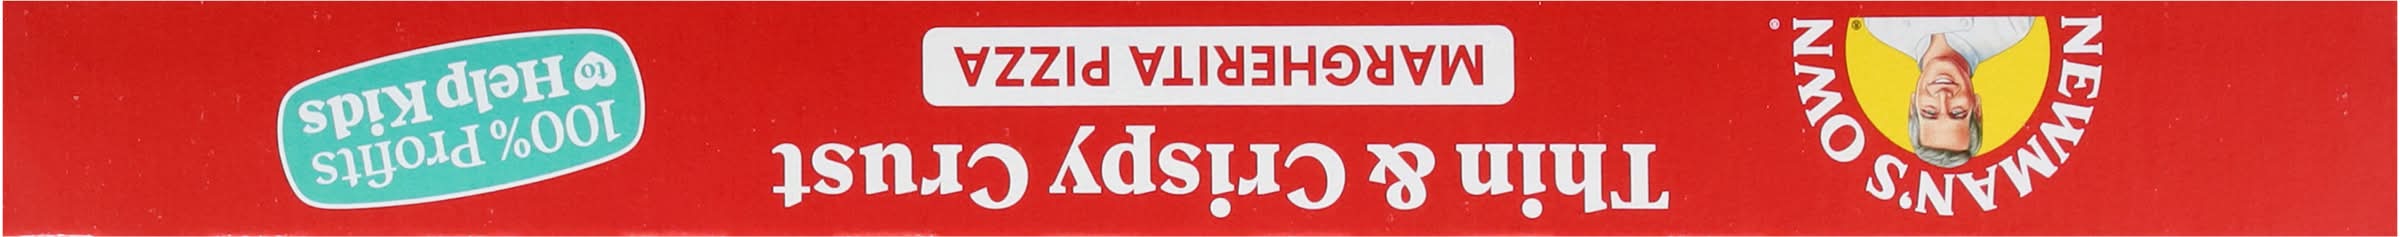 NEWMAN'S OWN
®
Thin & Crispy Crust
MARGHERITA PIZZA
100% Profits
to Help Kids